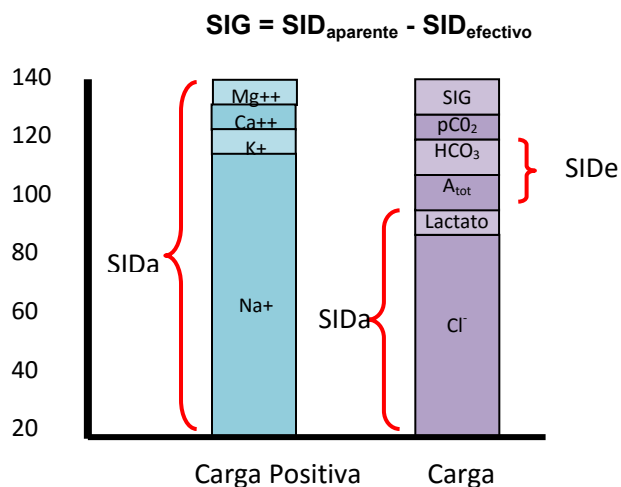 SIG = SIDaparente - SIDefectivo
140
120
100
80
60
40
20
Mg++
Ca++
K+
Na+
SIDa
SIG
pC0₂
HCO₃
Atot
Lactato
Cl⁻
SIDe
SIDa
Carga Positiva
Carga